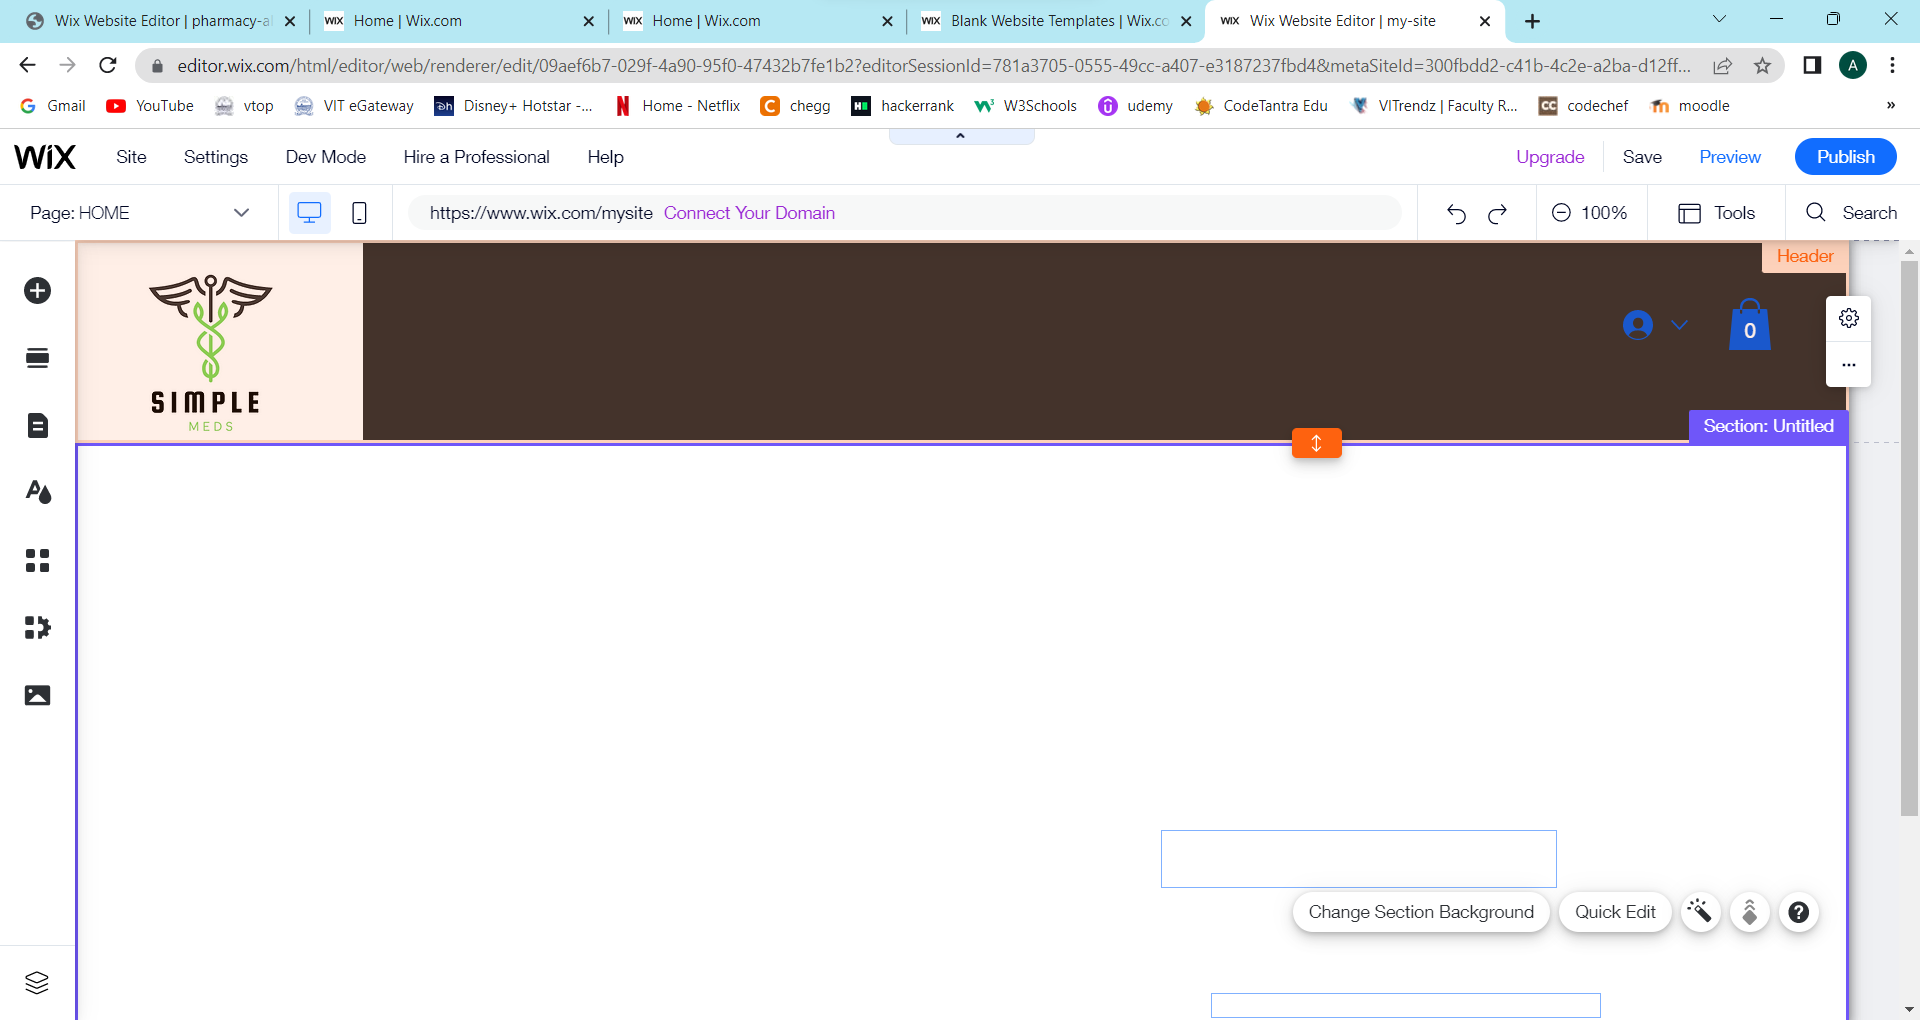 Wix Website Editor | pharmacy-al
Home | Wix.com
Home | Wix.com
Blank Website Templates | Wix.co
Wix Website Editor | my-site
editor.wix.com/html/editor/web/renderer/edit/09aef6b7-029f-4a90-95f0-47432b7fe1b2?editorSessionId=781a3705-0555-49cc-a407-e3187237fbd4&metaSiteId=300fbdd2-c41b-4c2e-a2ba-d12ff...
A
Gmail YouTube vtop VIT eGateway Disney+ Hotstar -... Home - Netflix chegg hackerrank W3Schools udemy CodeTantra Edu VITrendz | Faculty R... codechef moodle »
WIX Site Settings Dev Mode Hire a Professional Help Upgrade Save Preview Publish
Page: HOME https://www.wix.com/mysite Connect Your Domain 100% Tools Search
Header
0
SIMPLE
MEDS
Section: Untitled
Change Section Background Quick Edit ?